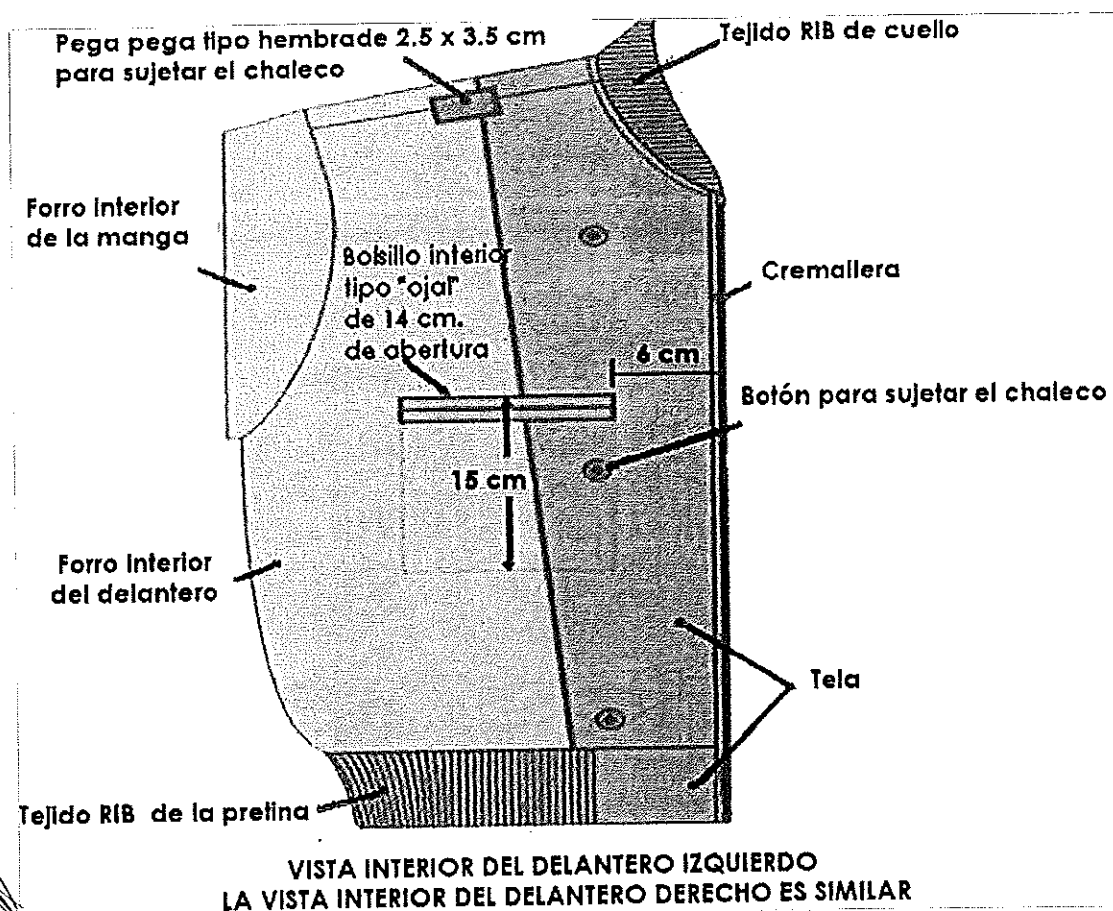 Pega pega tipo hembrade 2.5 x 3.5 cm
para sujetar el chaleco
Tejido RIB de cuello
Forro interior
de la manga
Bolsillo interior
tipo "ojal"
de 14 cm.
de abertura
Cremallera
6 cm
Botón para sujetar el chaleco
15 cm
Forro interior
del delantero
Tela
Tejido RIB de la pretina
VISTA INTERIOR DEL DELANTERO IZQUIERDO
LA VISTA INTERIOR DEL DELANTERO DERECHO ES SIMILAR